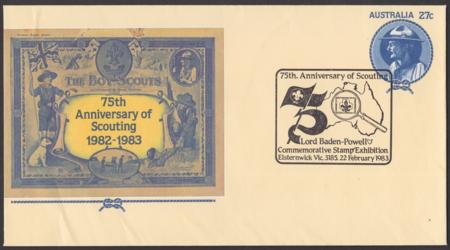 THE BOY SCOUTS
75th
Anniversary of
Scouting
1982-1983
AUSTRALIA 27c
75th. Anniversary of Scouting
75
Lord Baden-Powell
Commemorative Stamp Exhibition
Elsternwick Vic. 3185. 22 February 1983